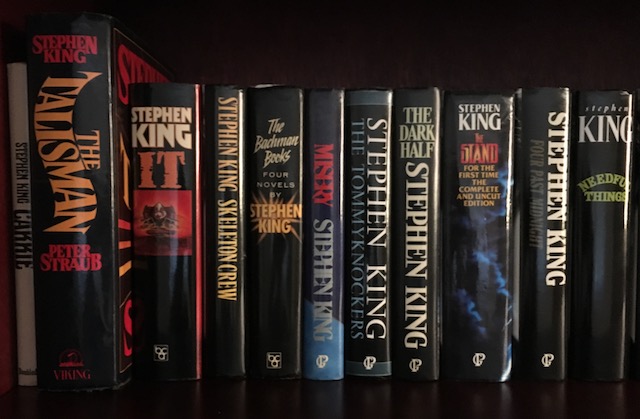 STEPHEN KING CARRIE
STEPHEN
KING
THE
TALISMAN
PETER
STRAUB
VIKING
STEPHEN
STEPHEN
KING
IT
STEPHEN KING SKELETON CREW
The
Bachman
Books
FOUR
NOVELS
BY
STEPHEN
KING
MISERY STEPHEN KING
STEPHEN KING
THE TOMMYKNOCKERS
THE
DARK
HALF
STEPHEN KING
STEPHEN
KING
The
STAND
FOR THE
FIRST TIME
THE
COMPLETE
AND UNCUT
EDITION
STEPHEN KING
FOUR PAST MIDNIGHT
stephen
KING
NEEDFUL
THINGS